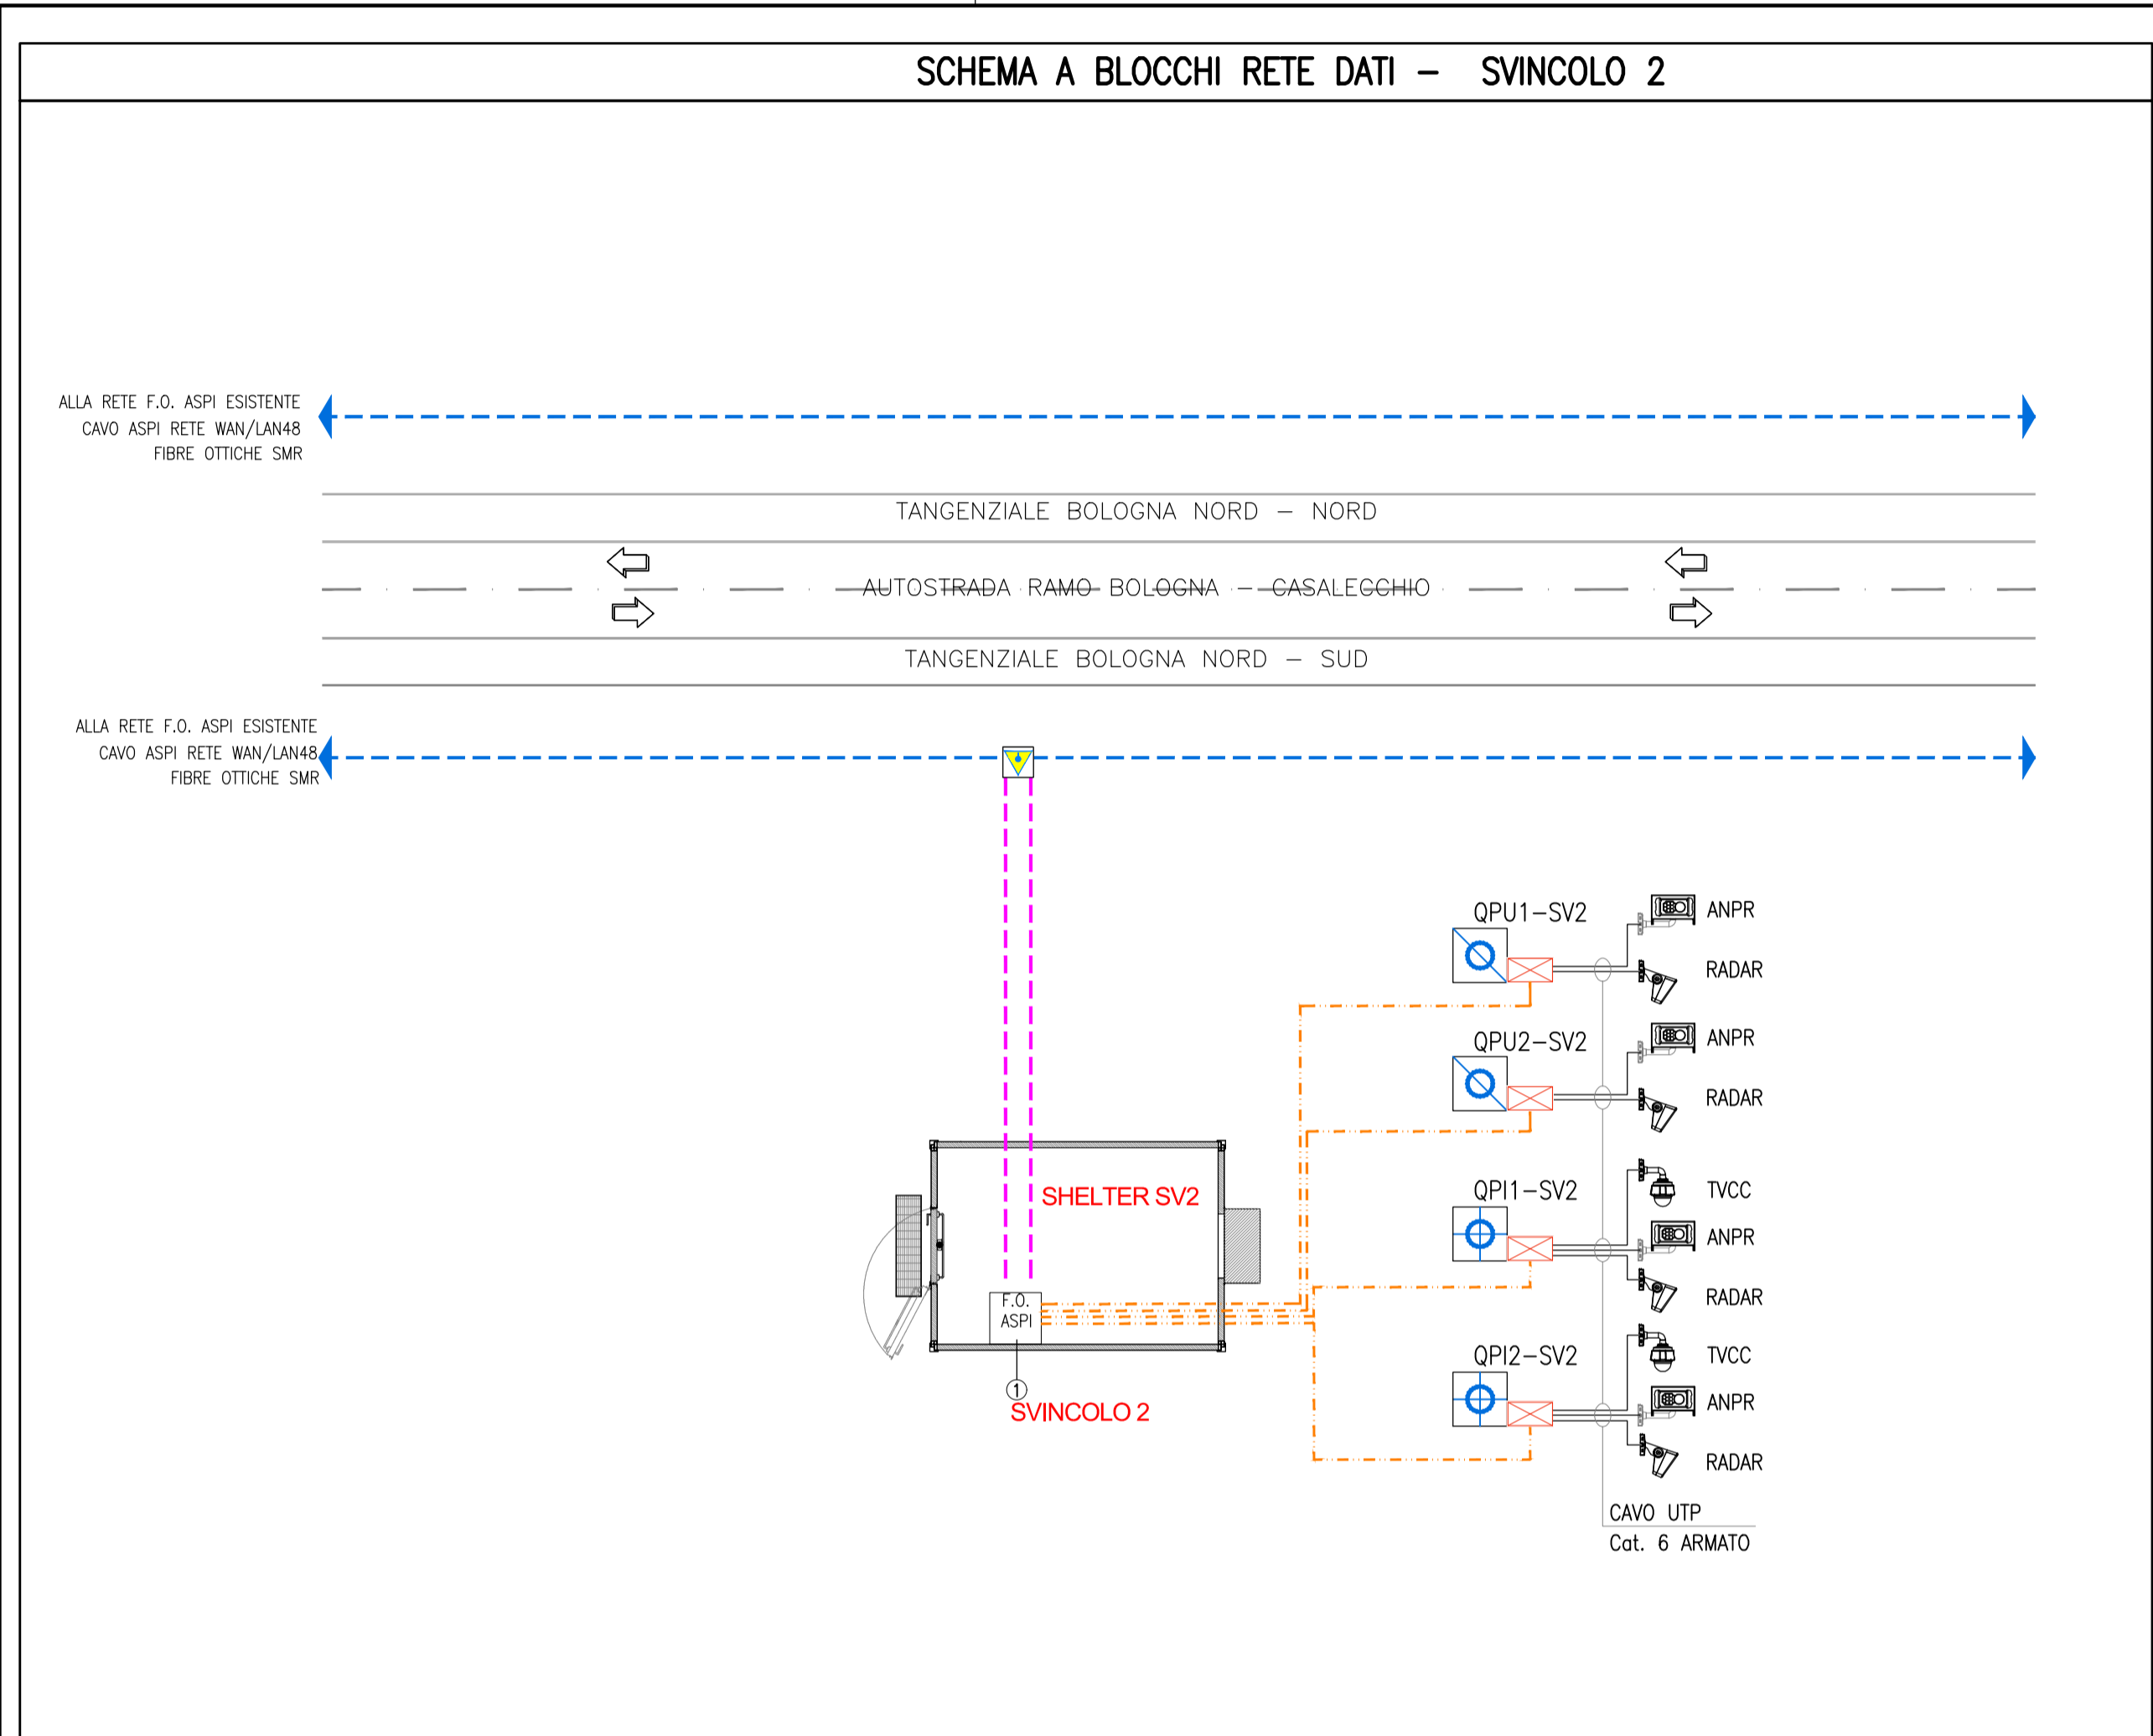 SCHEMA A BLOCCHI RETE DATI - SVINCOLO 2
ALLA RETE F.O. ASPI ESISTENTE
CAVO ASPI RETE WAN/LAN48
FIBRE OTTICHE SMR
TANGENZIALE BOLOGNA NORD - NORD
AUTOSTRADA RAMO BOLOGNA - CASALECCHIO
TANGENZIALE BOLOGNA NORD - SUD
ALLA RETE F.O. ASPI ESISTENTE
CAVO ASPI RETE WAN/LAN48
FIBRE OTTICHE SMR
QPU1-SV2
ANPR
RADAR
QPU2-SV2
ANPR
RADAR
SHELTER SV2
QPI1-SV2
TVCC
ANPR
RADAR
F.O.
ASPI
QPI2-SV2
TVCC
ANPR
RADAR
1
SVINCOLO 2
CAVO UTP
Cat. 6 ARMATO